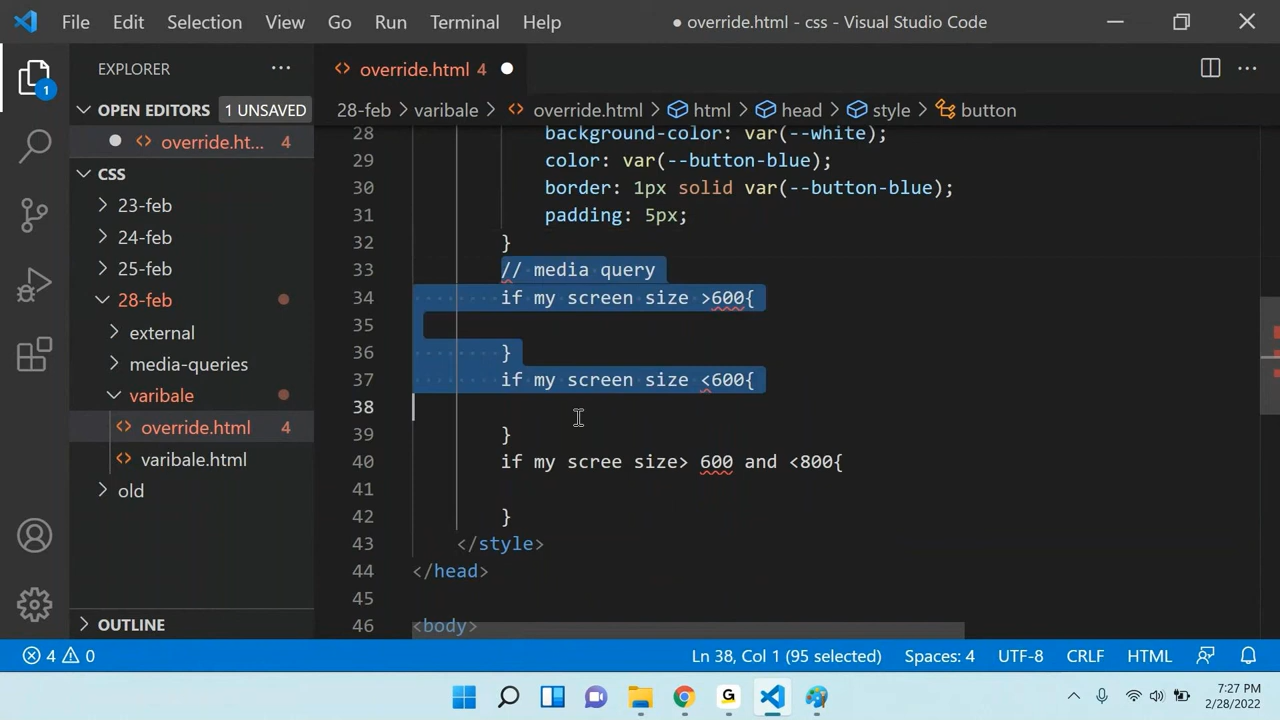 File Edit Selection View Go Run Terminal Help ● override.html - css - Visual Studio Code
EXPLORER ···
override.html 4
OPEN EDITORS 1 UNSAVED
28-feb > varibale > override.html > html > head > style > button
override.ht... 4
CSS
23-feb
24-feb
25-feb
28-feb
external
media-queries
varibale
override.html 4
varibale.html
old
OUTLINE
1
28 background-color: var(--white);
29 color: var(--button-blue);
30 border: 1px solid var(--button-blue);
31 padding: 5px;
32 }
33 // media query
34 if my screen size >600{
35
36 }
37 if my screen size <600{
38
39 }
40 if my scree size> 600 and <800{
41
42 }
43 </style>
44 </head>
45
46 <body>
4 0 Ln 38, Col 1 (95 selected) Spaces: 4 UTF-8 CRLF HTML
G
7:27 PM
2/28/2022